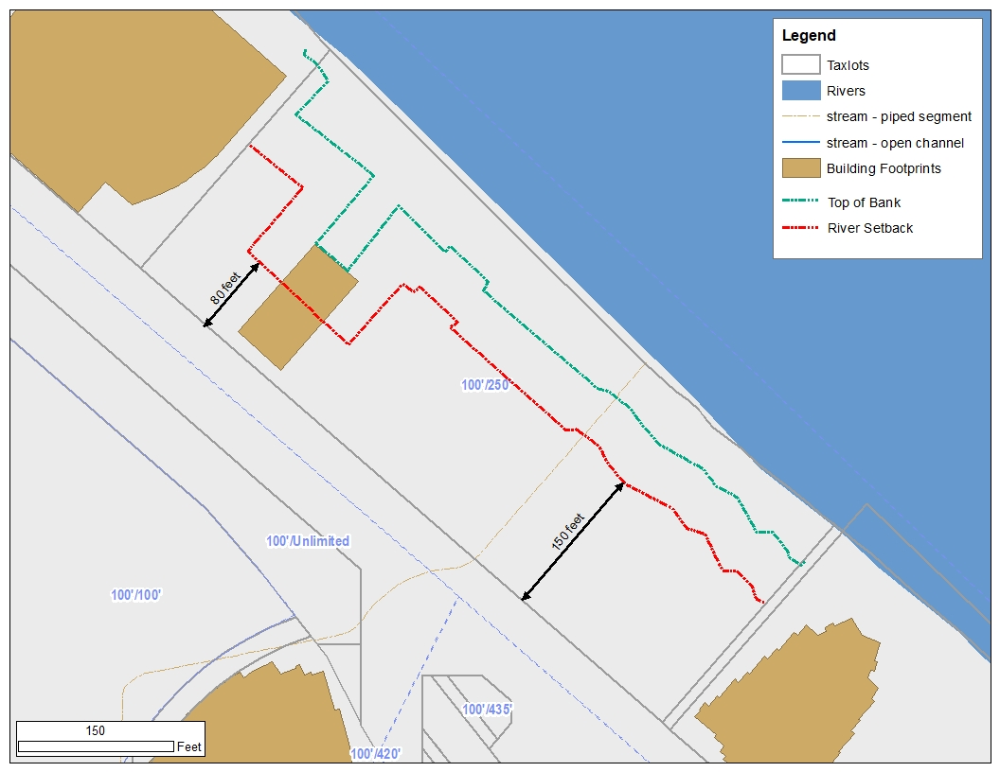 Legend
Taxlots
Rivers
stream - piped segment
stream - open channel
Building Footprints
Top of Bank
River Setback
80 feet
100'/250
150 feet
100'/Unlimited
100'/100'
100'/435'
100'/420'
150
Feet